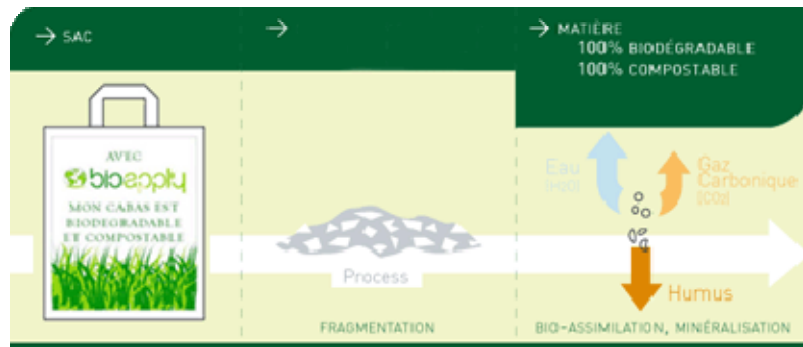 → SAC
→
→ MATIÈRE
100% BIODÉGRADABLE
100% COMPOSTABLE
AVEC
bioapply
MON CABAS EST
BIODEGRADABLE
ET COMPOSTABLE
Process
FRAGMENTATION
Eau
(H2O)
Gaz
Carbonique
(CO2)
Humus
BIO-ASSIMILATION, MINÉRALISATION